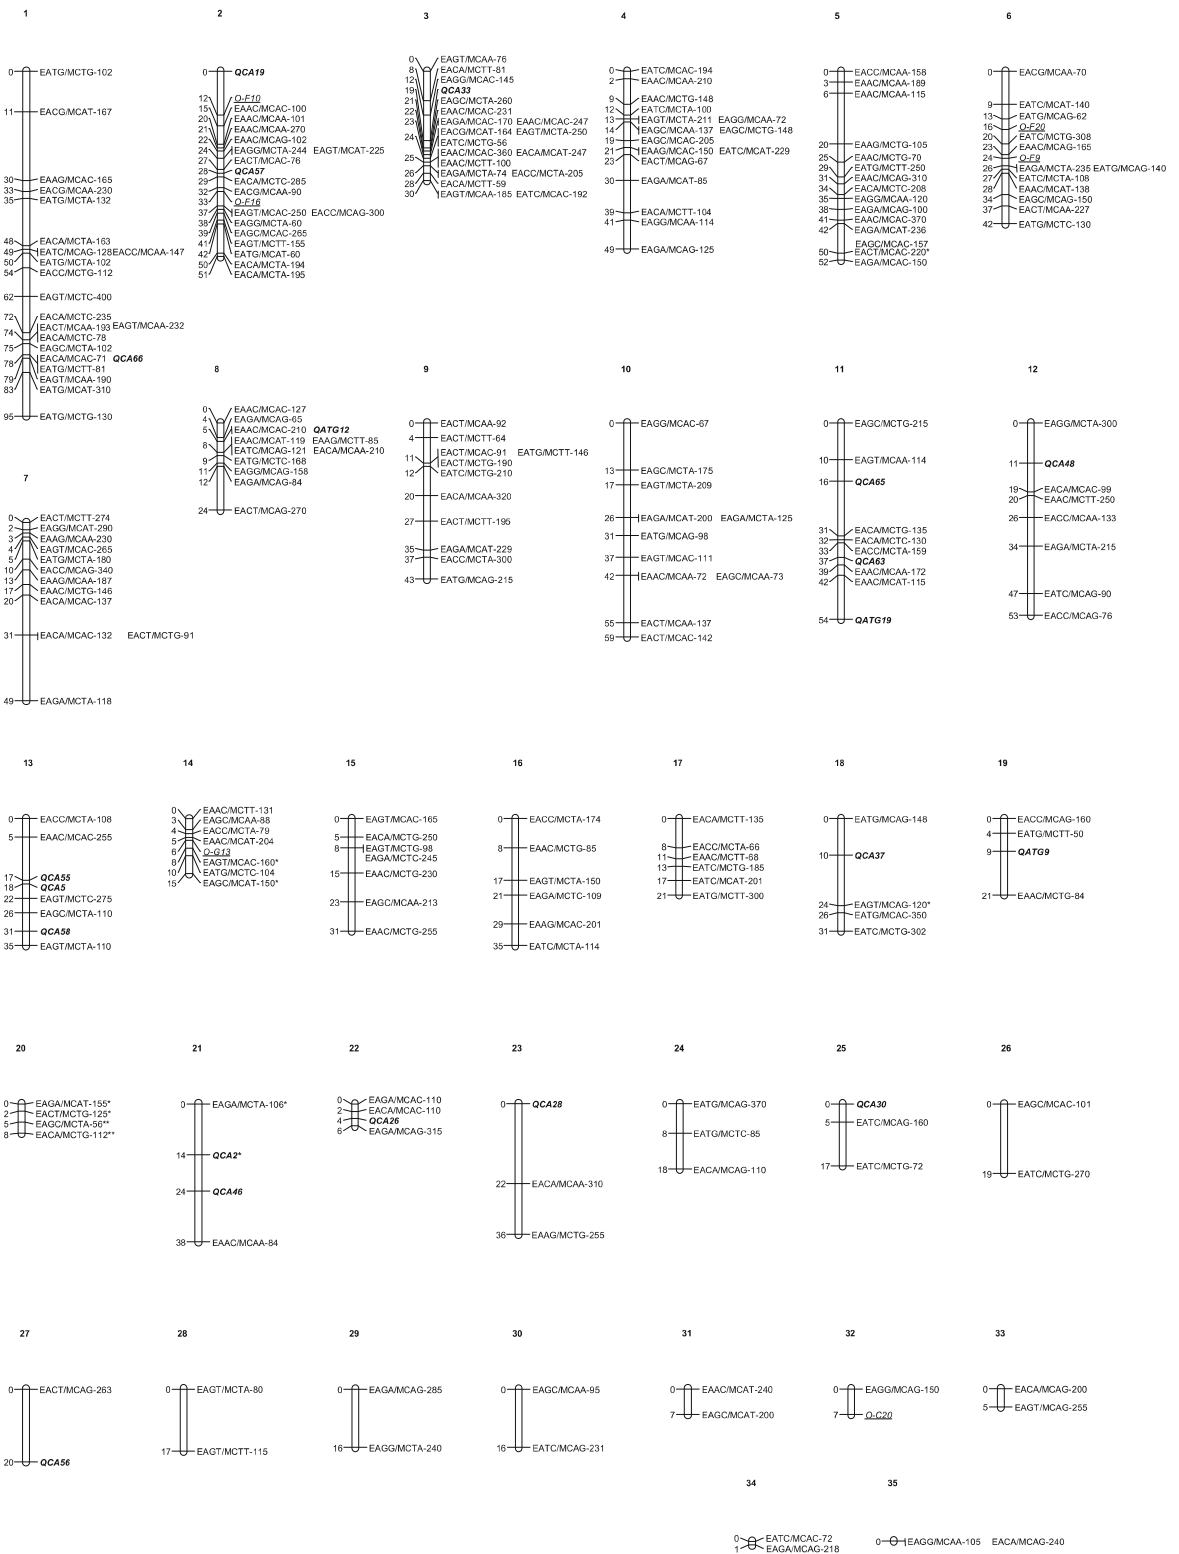 1
0 EATG/MCTG-102
11 EACG/MCAT-167
30 EAAG/MCAC-165
33 EACG/MCAA-230
35 EATG/MCTA-132
48 EACA/MCTA-163
49 EATC/MCAG-128 EACC/MCAA-147
50 EATG/MCTA-102
54 EACC/MCTG-112
62 EAGT/MCTC-400
72 EACA/MCTC-235
74 EACT/MCAA-193 EAGT/MCAA-232
EACA/MCTC-78
75 EAGC/MCTA-102
78 EACA/MCAC-71 QCA66
EATG/MCTT-81
79 EAGT/MCAA-190
83 EATG/MCAT-310
95 EATG/MCTG-130
2
0 QCA19
12 O-F10
15 EAAC/MCAC-100
20 EAAC/MCAA-101
21 EAAC/MCAA-270
22 EAAC/MCAG-102
24 EAGG/MCTA-244 EAGT/MCAT-225
27 EACT/MCAC-76
28 QCA57
29 EACA/MCTC-285
32 EACG/MCAA-90
33 O-F16
37 EAGT/MCAC-250 EACC/MCAG-300
38 EAGG/MCTA-60
39 EAGC/MCAC-265
41 EAGT/MCTT-155
42 EATG/MCAT-60
50 EACA/MCTA-194
51 EACA/MCTA-195
3
0 EAGT/MCAA-76
8 EACA/MCTT-81
12 EAGG/MCAC-145
19 QCA33
21 EAGC/MCTA-260
22 EAAC/MCAC-231
23 EAGA/MCAC-170 EAAC/MCAC-247
24 EACG/MCAT-164 EAGT/MCTA-250
EATC/MCTG-56
EAAC/MCAC-360 EACA/MCAT-247
25 EAAC/MCTT-100
26 EAGA/MCTA-74 EACC/MCTA-205
28 EAAC/MCTT-59
30 EAGT/MCAA-185 EATC/MCAC-192
4
0 EATC/MCAC-194
2 EAAC/MCAA-210
9 EAAC/MCTG-148
12 EATC/MCTA-100
13 EAGT/MCTA-211 EAGG/MCAA-72
14 EAGC/MCAA-137 EAGC/MCTG-148
19 EAGC/MCAC-205
21 EAAG/MCAC-150 EATC/MCAT-229
23 EACT/MCAG-67
30 EAGA/MCAT-85
39 EACA/MCTT-104
41 EAGG/MCAA-114
49 EAGA/MCAG-125
5
0 EACC/MCAA-158
3 EAAC/MCAA-189
6 EAAC/MCAA-115
20 EAAG/MCTG-105
25 EAAC/MCTG-70
29 EATG/MCTT-250
31 EAAC/MCAG-310
34 EACA/MCTC-208
35 EAGG/MCAA-120
38 EAGA/MCAG-100
41 EAAC/MCAC-370
42 EAGA/MCAT-236
EAGC/MCAC-157
50 EACT/MCAC-220*
52 EAGA/MCAC-150
6
0 EACG/MCAA-70
9 EATC/MCAT-140
13 EATG/MCAG-62
16 O-F20
20 EATC/MCTG-308
23 EAAC/MCAG-165
24 O-F9
26 EAGA/MCTA-235 EATG/MCAG-140
27 EATC/MCTA-108
28 EAAC/MCAT-138
34 EAGC/MCAG-150
37 EACT/MCAA-227
42 EATG/MCTC-130
7
0 EACT/MCTT-274
2 EAGG/MCAT-290
3 EAAG/MCAA-230
4 EAGT/MCAC-265
5 EATG/MCTA-180
10 EACC/MCAG-340
13 EAAG/MCAA-187
17 EAAC/MCTG-146
20 EACA/MCAC-137
31 EACA/MCAC-132 EACT/MCTG-91
49 EAGA/MCTA-118
8
0 EAAC/MCAC-127
4 EAGA/MCAG-65
5 EAAC/MCAC-210 QATG12
8 EAAC/MCAT-119 EAAG/MCTT-85
EATC/MCAG-121 EACA/MCAA-210
9 EATG/MCTC-168
11 EAGG/MCAG-158
12 EAGA/MCAG-84
24 EACT/MCAG-270
9
0 EACT/MCAA-92
4 EACT/MCTT-64
11 EACT/MCAC-91 EATG/MCTT-146
EACT/MCTG-190
12 EATC/MCTG-210
20 EACA/MCAA-320
27 EACT/MCTT-195
35 EAGA/MCAT-229
37 EACC/MCTA-300
43 EATG/MCAG-215
10
0 EAGG/MCAC-67
13 EAGC/MCTA-175
17 EAGT/MCTA-209
26 EAGA/MCAT-200 EAGA/MCTA-125
31 EATG/MCAG-98
37 EAGT/MCAC-111
42 EAAC/MCAA-72 EAGC/MCAA-73
55 EACT/MCAA-137
59 EACT/MCAC-142
11
0 EAGC/MCTG-215
10 EAGT/MCAA-114
16 QCA65
31 EACA/MCTG-135
32 EACA/MCTC-130
33 EACC/MCTA-159
37 QCA63
39 EAAC/MCAA-172
42 EAAC/MCAT-115
54 QATG19
12
0 EAGG/MCTA-300
11 QCA48
19 EACA/MCAC-99
20 EAAC/MCTT-250
26 EACC/MCAA-133
34 EAGA/MCTA-215
47 EATC/MCAG-90
53 EACC/MCAG-76
13
0 EACC/MCTA-108
5 EAAC/MCAC-255
17 QCA55
18 QCA5
22 EAGT/MCTC-275
26 EAGC/MCTA-110
31 QCA58
35 EAGT/MCTA-110
14
0 EAAC/MCTT-131
3 EAGC/MCAA-88
4 EACC/MCTA-79
5 EAAC/MCAT-204
6 O-G13
8 EAGT/MCAC-160*
10 EATG/MCTC-104
15 EAGC/MCAT-150*
15
0 EAGT/MCAC-165
5 EACA/MCTG-250
8 EAGT/MCTG-98
EAGA/MCTC-245
15 EAAC/MCTG-230
23 EAGC/MCAA-213
31 EAAC/MCTG-255
16
0 EACC/MCTA-174
8 EAAC/MCTG-85
17 EAGT/MCTA-150
21 EAGA/MCTC-109
29 EAAG/MCAC-201
35 EATC/MCTA-114
17
0 EACA/MCTT-135
8 EACC/MCTA-66
11 EAAC/MCTT-68
13 EATG/MCTG-185
17 EATC/MCAT-201
21 EATG/MCTT-300
18
0 EATG/MCAG-148
10 QCA37
24 EAGT/MCAG-120*
26 EATG/MCAC-350
31 EATC/MCTG-302
19
0 EACC/MCAG-160
4 EATG/MCTT-50
9 QATG9
21 EAAC/MCTG-84
20
0 EAGA/MCAT-155*
2 EACT/MCTG-125*
5 EAGC/MCTA-56**
8 EACA/MCTG-112**
21
0 EAGA/MCTA-106*
14 QCA2*
24 QCA46
38 EAAC/MCAA-84
22
0 EAGA/MCAC-110
2 EACA/MCAC-110
4 QCA26
6 EAGA/MCAG-315
23
0 QCA28
22 EACA/MCAA-310
36 EAAG/MCTG-255
24
0 EATG/MCAG-370
8 EATG/MCTC-85
18 EACA/MCAG-110
25
0 QCA30
5 EATC/MCAG-160
17 EATC/MCTG-72
26
0 EAGC/MCAC-101
19 EATC/MCTG-270
27
0 EACT/MCAG-263
20 QCA56
28
0 EAGT/MCTA-80
17 EAGT/MCTT-115
29
0 EAGA/MCAG-285
16 EAGG/MCTA-240
30
0 EAGC/MCAA-95
16 EATC/MCAG-231
31
0 EAAC/MCAT-240
7 EAGC/MCAT-200
32
0 EAGG/MCAG-150
7 O-C20
33
0 EACA/MCAG-200
5 EAGT/MCAG-255
34
0 EATC/MCAC-72
1 EAGA/MCAG-218
35
0 EAGG/MCAA-105 EACA/MCAG-240